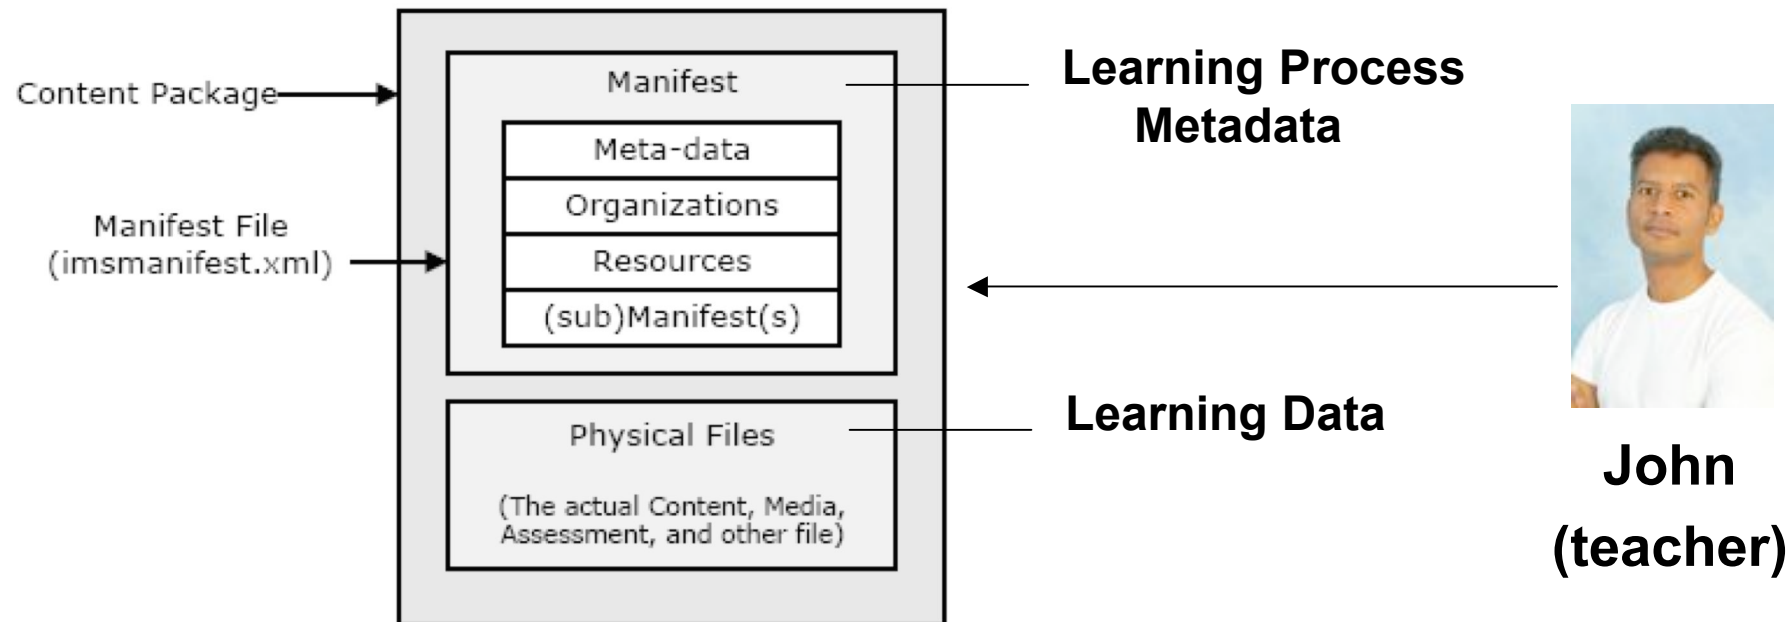 Content Package
Manifest File
(imsmanifest.xml)
Manifest
Meta-data
Organizations
Resources
(sub)Manifest(s)
Physical Files
(The actual Content, Media,
Assessment, and other file)
Learning Process
Metadata
Learning Data
John
(teacher)